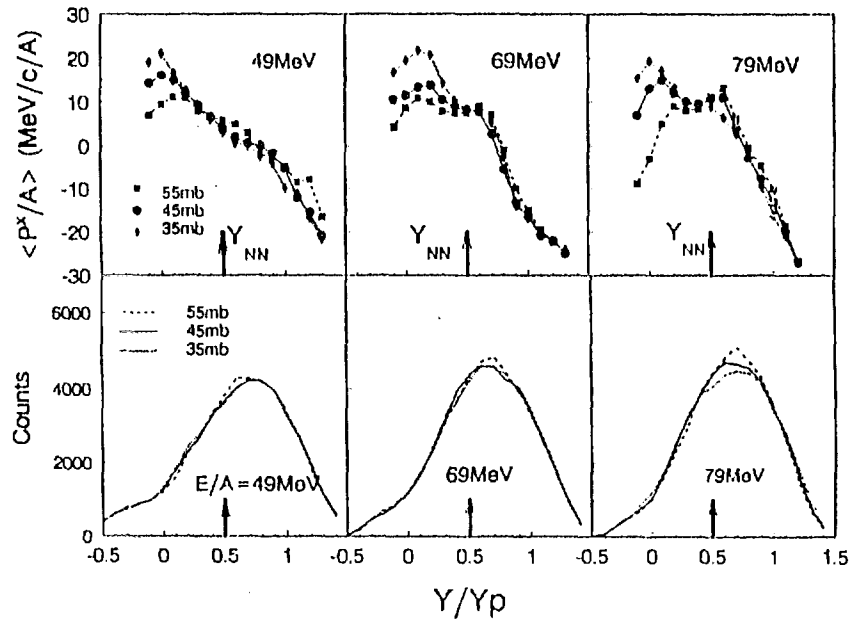 <P^x/A> (MeV/c/A)
30
20
10
0
-10
-20
-30
49MeV
69MeV
79MeV
55mb
45mb
35mb
Y_NN
Y_NN
Y_NN
Counts
6000
4000
2000
0
55mb
45mb
35mb
E/A=49MeV
69MeV
79MeV
-0.5 0 0.5 1 -0.5 0 0.5 1 -0.5 0 0.5 1 1.5
Y/Yp